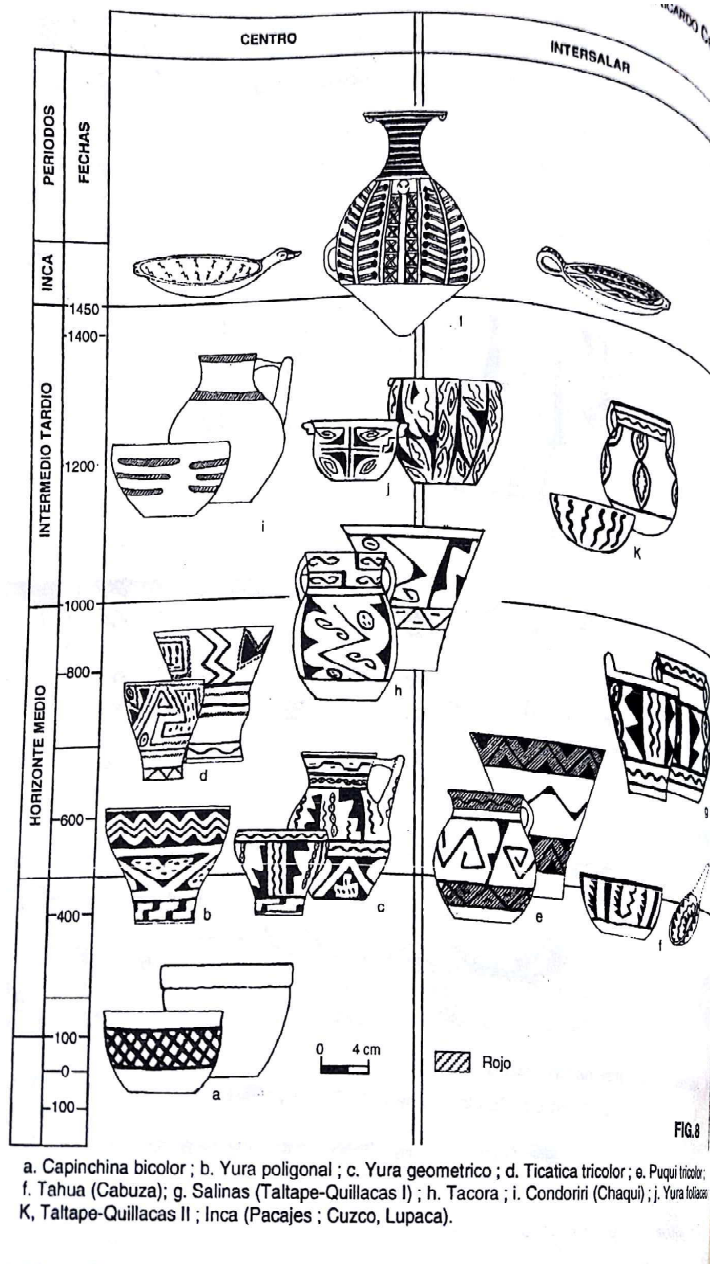 ICARDO C
CENTRO
INTERSALAR
PERIODOS
FECHAS
INCA
1450
1400
l
INTERMEDIO TARDIO
1200
i
j
K
1000
800
h
HORIZONTE MEDIO
d
g
600
400
b
c
e
f
100
0
100
a
0 4 cm
Rojo
FIG.8
a. Capinchina bicolor ; b. Yura poligonal ; c. Yura geometrico ; d. Ticatica tricolor ; e. Puqui tricolor;
f. Tahua (Cabuza); g. Salinas (Taltape-Quillacas I) ; h. Tacora ; i. Condoriri (Chaqui) ; j. Yura foliaceo
K, Taltape-Quillacas II ; Inca (Pacajes ; Cuzco, Lupaca).